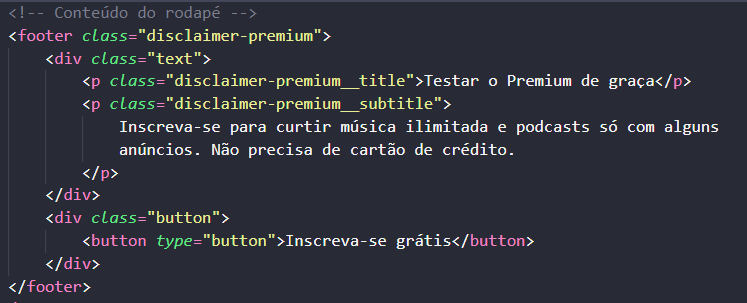 <!-- Conteúdo do rodapé -->
<footer class="disclaimer-premium">
<div class="text">
<p class="disclaimer-premium__title">Testar o Premium de graça</p>
<p class="disclaimer-premium__subtitle">
Inscreva-se para curtir música ilimitada e podcasts só com alguns
anúncios. Não precisa de cartão de crédito.
</p>
</div>
<div class="button">
<button type="button">Inscreva-se grátis</button>
</div>
</footer>